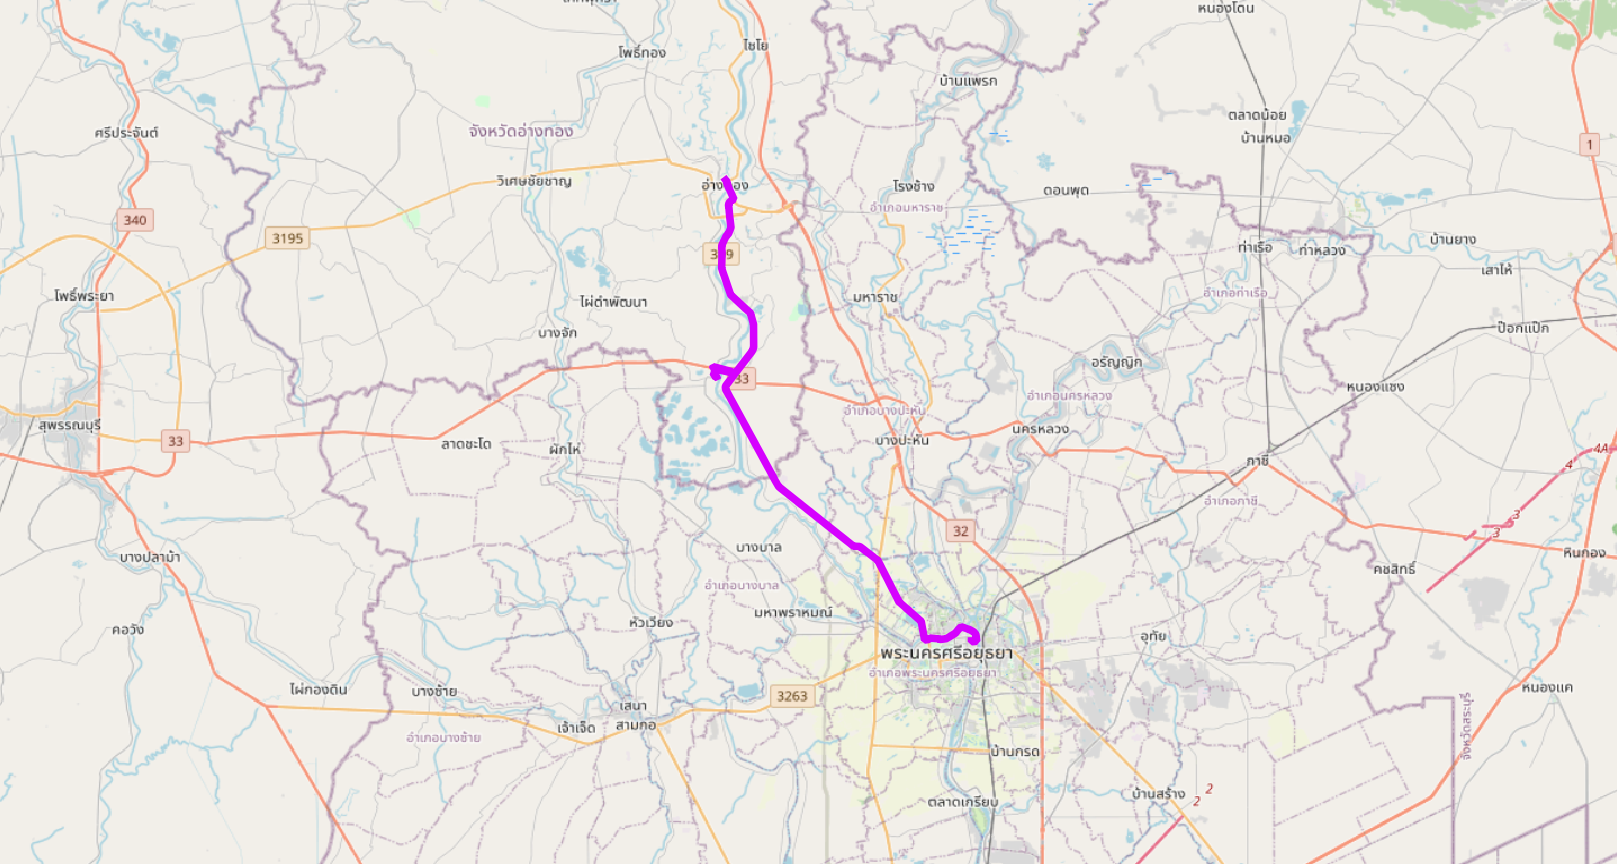 หนองโดน
ไชโย
โพธิ์ทอง
บ้านแพรก
ตลาดน้อย
บ้านหมอ
ศรีประจันต์
จังหวัดอ่างทอง
1
วิเศษชัยชาญ
โรงช้าง
ดอนพุด
อำเภอมหาราช
340
3195
บ้านยาง
ท่าเรือ
ท่าหลวง
เสาไห้
โพธิ์พระยา
ไผ่ดำพัฒนา
มหาราช
อำเภอท่าเรือ
ป๊อกแป๊ก
บางจัก
อรัญญิก
33
หนองแซง
อำเภอนครหลวง
อำเภอบางปะหัน
สุพรรณบุรี
นครหลวง
33
ลาดชะโด
ผักไห่
บางปะหัน
ภาชี
4A
4
อำเภอภาชี
3
3
32
บางปลาม้า
บางบาล
หินกอง
คชสิทธิ์
อำเภอบางบาล
มหาพราหมณ์
คอวัง
หัวเวียง
อุทัย
พระนครศรีอยุธยา
อำเภอพระนครศรีอยุธยา
ไผ่กองดิน
บางซ้าย
3263
หนองแค
เสนา
สามกอ
เจ้าเจ็ด
อำเภอบางซ้าย
จังหวัดสระบุรี
บ้านกรด
บ้านสร้าง
2
2
ตลาดเกรียบ